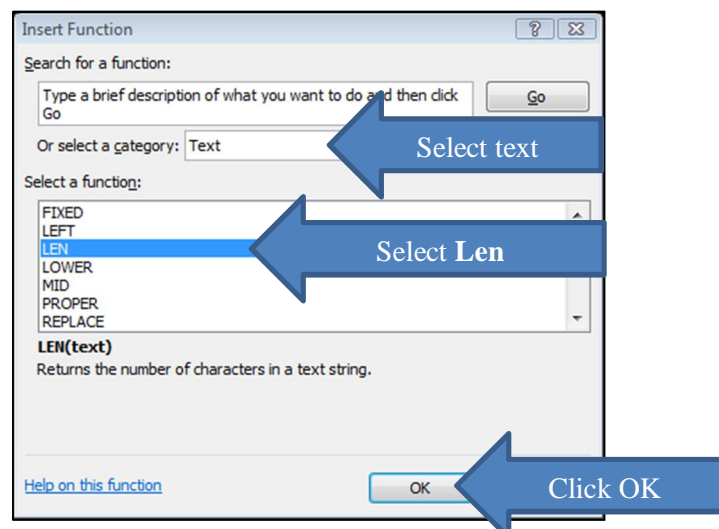 Insert Function
Search for a function:
Type a brief description of what you want to do and then click
Go
Go
Or select a category: Text
Select text
Select a function:
FIXED
LEFT
LEN
Select Len
LOWER
MID
PROPER
REPLACE
LEN(text)
Returns the number of characters in a text string.
Help on this function
OK
Click OK